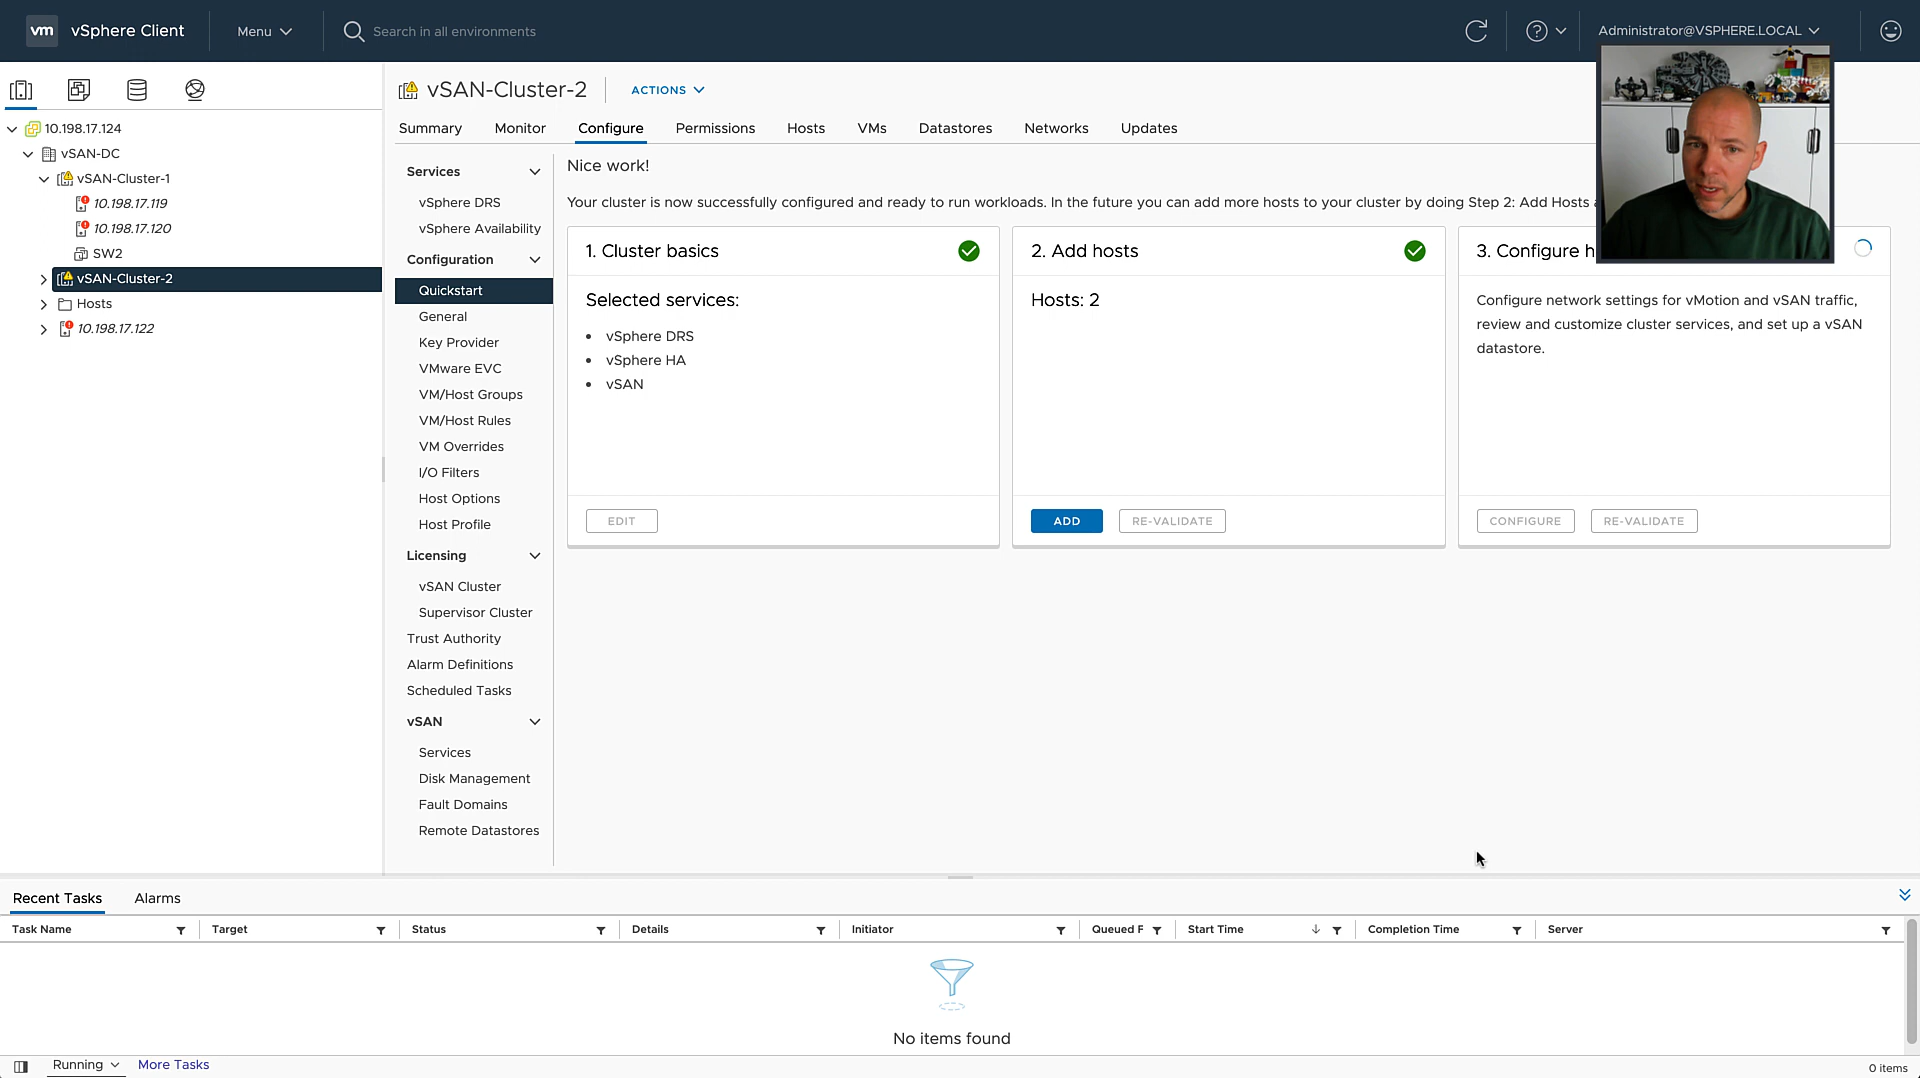 vm vSphere Client Menu Search in all environments Administrator@VSPHERE.LOCAL
10.198.17.124
vSAN-DC
vSAN-Cluster-1
10.198.17.119
10.198.17.120
SW2
vSAN-Cluster-2
Hosts
10.198.17.122
vSAN-Cluster-2 ACTIONS
Summary Monitor Configure Permissions Hosts VMs Datastores Networks Updates
Services
vSphere DRS
vSphere Availability
Configuration
Quickstart
General
Key Provider
VMware EVC
VM/Host Groups
VM/Host Rules
VM Overrides
I/O Filters
Host Options
Host Profile
Licensing
vSAN Cluster
Supervisor Cluster
Trust Authority
Alarm Definitions
Scheduled Tasks
vSAN
Services
Disk Management
Fault Domains
Remote Datastores
Nice work!
Your cluster is now successfully configured and ready to run workloads. In the future you can add more hosts to your cluster by doing Step 2: Add Hosts
1. Cluster basics
Selected services:
• vSphere DRS
• vSphere HA
• vSAN
EDIT
2. Add hosts
Hosts: 2
ADD RE-VALIDATE
3. Configure h
Configure network settings for vMotion and vSAN traffic,
review and customize cluster services, and set up a vSAN
datastore.
CONFIGURE RE-VALIDATE
Recent Tasks Alarms
Task Name Target Status Details Initiator Queued F Start Time Completion Time Server
No items found
Running More Tasks 0 items